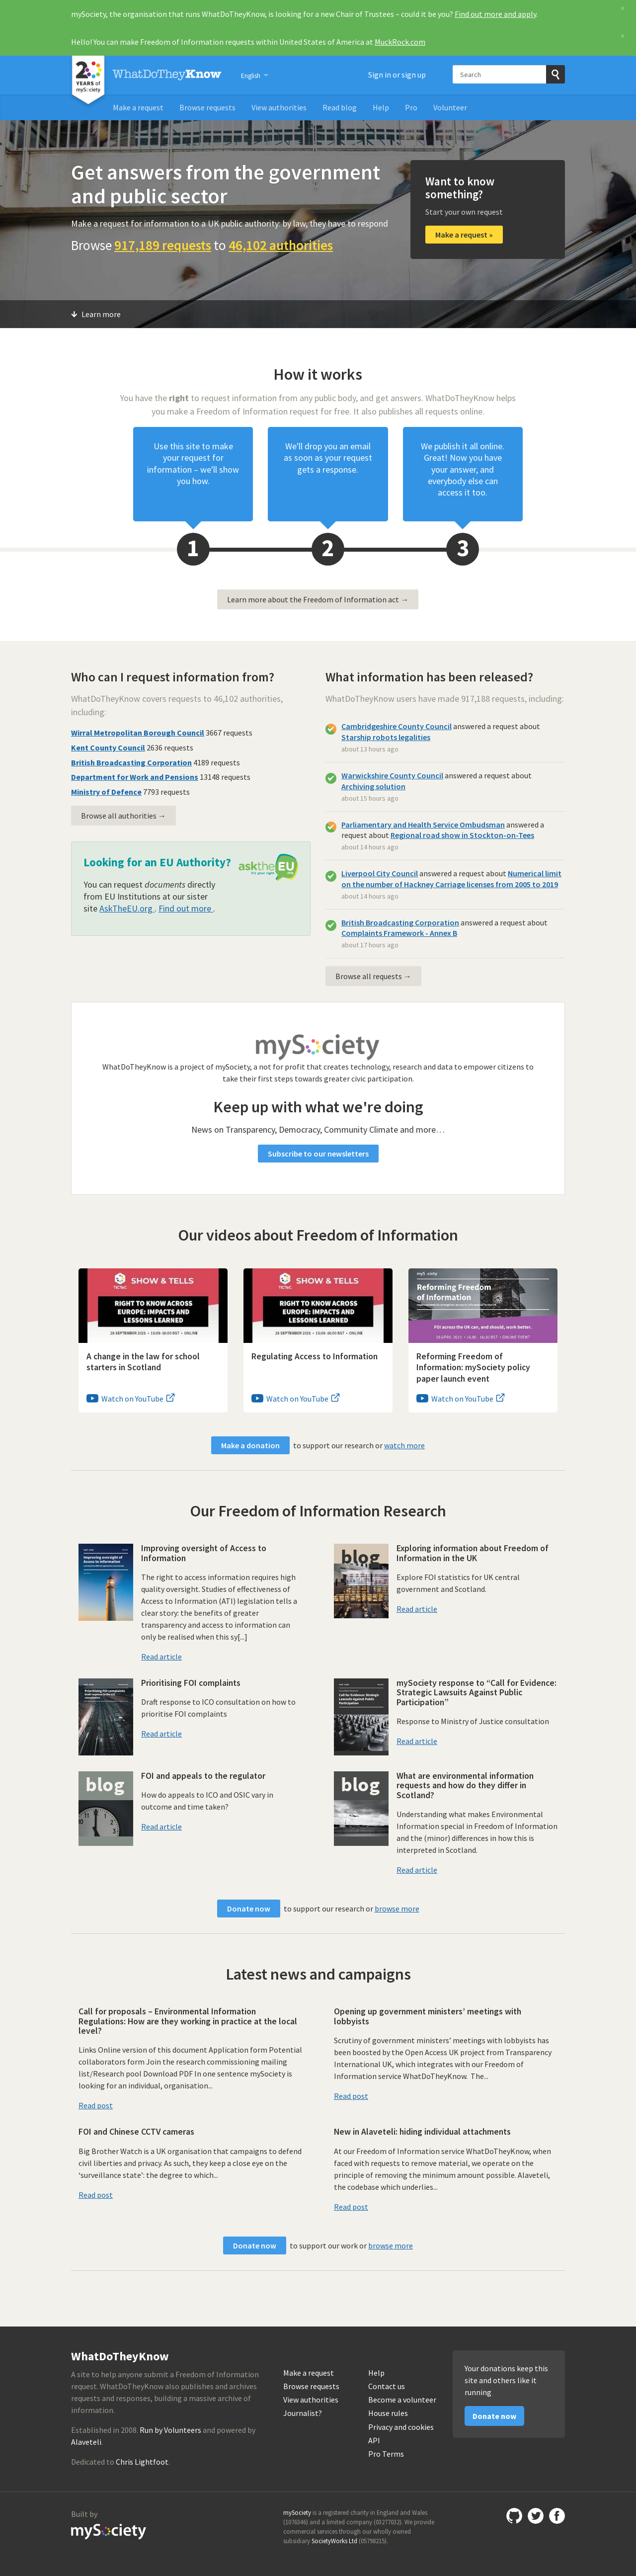 mySociety, the organisation that runs WhatDoTheyKnow, is looking for a new Chair of Trustees – could it be you? Find out more and apply.
×
Hello! You can make Freedom of Information requests within United States of America at MuckRock.com
×
20 YEARS of mySociety
WhatDoTheyKnow
English
Sign in or sign up
Search
Make a request
Browse requests
View authorities
Read blog
Help
Pro
Volunteer
Get answers from the government
and public sector
Make a request for information to a UK public authority: by law, they have to respond
Browse 917,189 requests to 46,102 authorities
Want to know
something?
Start your own request
Make a request »
Learn more
How it works
You have the right to request information from any public body, and get answers. WhatDoTheyKnow helps
you make a Freedom of Information request for free. It also publishes all requests online.
Use this site to make
your request for
information – we'll show
you how.
We'll drop you an email
as soon as your request
gets a response.
We publish it all online.
Great! Now you have
your answer, and
everybody else can
access it too.
1
2
3
Learn more about the Freedom of Information act →
Who can I request information from?
WhatDoTheyKnow covers requests to 46,102 authorities,
including:
Wirral Metropolitan Borough Council 3667 requests
Kent County Council 2636 requests
British Broadcasting Corporation 4189 requests
Department for Work and Pensions 13148 requests
Ministry of Defence 7793 requests
Browse all authorities →
Looking for an EU Authority?
asktheEU
it's your right
You can request documents directly
from EU Institutions at our sister
site AskTheEU.org . Find out more .
What information has been released?
WhatDoTheyKnow users have made 917,188 requests, including:
Cambridgeshire County Council answered a request about
Starship robots legalities
about 13 hours ago
Warwickshire County Council answered a request about
Archiving solution
about 15 hours ago
Parliamentary and Health Service Ombudsman answered a
request about Regional road show in Stockton-on-Tees
about 14 hours ago
Liverpool City Council answered a request about Numerical limit
on the number of Hackney Carriage licenses from 2005 to 2019
about 14 hours ago
British Broadcasting Corporation answered a request about
Complaints Framework - Annex B
about 17 hours ago
Browse all requests →
mySociety
WhatDoTheyKnow is a project of mySociety, a not for profit that creates technology, research and data to empower citizens to
take their first steps towards greater civic participation.
Keep up with what we're doing
News on Transparency, Democracy, Community Climate and more…
Subscribe to our newsletters
Our videos about Freedom of Information
TICTeC SHOW & TELLS
RIGHT TO KNOW ACROSS
EUROPE: IMPACTS AND
LESSONS LEARNED
A change in the law for school
starters in Scotland
Watch on YouTube
TICTeC SHOW & TELLS
RIGHT TO KNOW ACROSS
EUROPE: IMPACTS AND
LESSONS LEARNED
Regulating Access to Information
Watch on YouTube
mySociety
Reforming Freedom
of Information
FOI across the UK can, and should, work better.
Reforming Freedom of
Information: mySociety policy
paper launch event
Watch on YouTube
Make a donation to support our research or watch more
Our Freedom of Information Research
Improving oversight of
Access to Information
Improving oversight of Access to
Information
The right to access information requires high
quality oversight. Studies of effectiveness of
Access to Information (ATI) legislation tells a
clear story: the benefits of greater
transparency and access to information can
only be realised when this sy[...]
Read article
blog
Exploring information about Freedom of
Information in the UK
Explore FOI statistics for UK central
government and Scotland.
Read article
Prioritising FOI complaints
Prioritising FOI complaints
Draft response to ICO consultation on how to
prioritise FOI complaints
Read article
mySociety response to “Call for Evidence:
Strategic Lawsuits Against Public
Participation”
Response to Ministry of Justice consultation
Read article
blog
FOI and appeals to the regulator
How do appeals to ICO and OSIC vary in
outcome and time taken?
Read article
blog
What are environmental information
requests and how do they differ in
Scotland?
Understanding what makes Environmental
Information special in Freedom of Information
and the (minor) differences in how this is
interpreted in Scotland.
Read article
Donate now to support our research or browse more
Latest news and campaigns
Call for proposals – Environmental Information
Regulations: How are they working in practice at the local
level?
Links Online version of this document Application form Potential
collaborators form Join the research commissioning mailing
list/Research pool Download PDF In one sentence mySociety is
looking for an individual, organisation...
Read post
Opening up government ministers’ meetings with
lobbyists
Scrutiny of government ministers’ meetings with lobbyists has
been boosted by the Open Access UK project from Transparency
International UK, which integrates with our Freedom of
Information service WhatDoTheyKnow. The...
Read post
FOI and Chinese CCTV cameras
Big Brother Watch is a UK organisation that campaigns to defend
civil liberties and privacy. As such, they keep a close eye on the
‘surveillance state’: the degree to which...
Read post
New in Alaveteli: hiding individual attachments
At our Freedom of Information service WhatDoTheyKnow, when
faced with requests to remove material, we operate on the
principle of removing the minimum amount possible. Alaveteli,
the codebase which underlies...
Read post
Donate now to support our work or browse more
WhatDoTheyKnow
A site to help anyone submit a Freedom of Information
request. WhatDoTheyKnow also publishes and archives
requests and responses, building a massive archive of
information.
Established in 2008. Run by Volunteers and powered by
Alaveteli.
Dedicated to Chris Lightfoot.
Make a request
Browse requests
View authorities
Journalist?
Help
Contact us
Become a volunteer
House rules
Privacy and cookies
API
Pro Terms
Your donations keep this
site and others like it
running
Donate now
Built by
mySociety
mySociety is a registered charity in England and Wales
(1076346) and a limited company (03277032). We provide
commercial services through our wholly owned
subsidiary SocietyWorks Ltd (05798215).